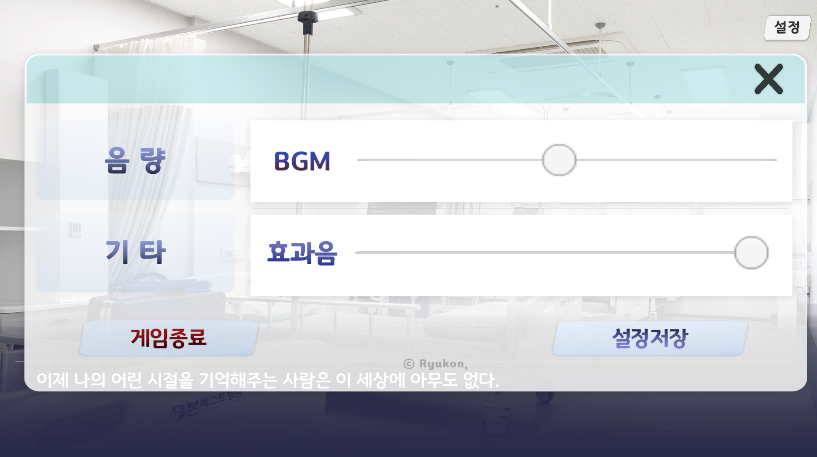 설정
음 량
BGM
기 타
효과음
게임종료
설정저장
© Ryukon,
이제 나의 어린 시절을 기억해주는 사람은 이 세상에 아무도 없다.